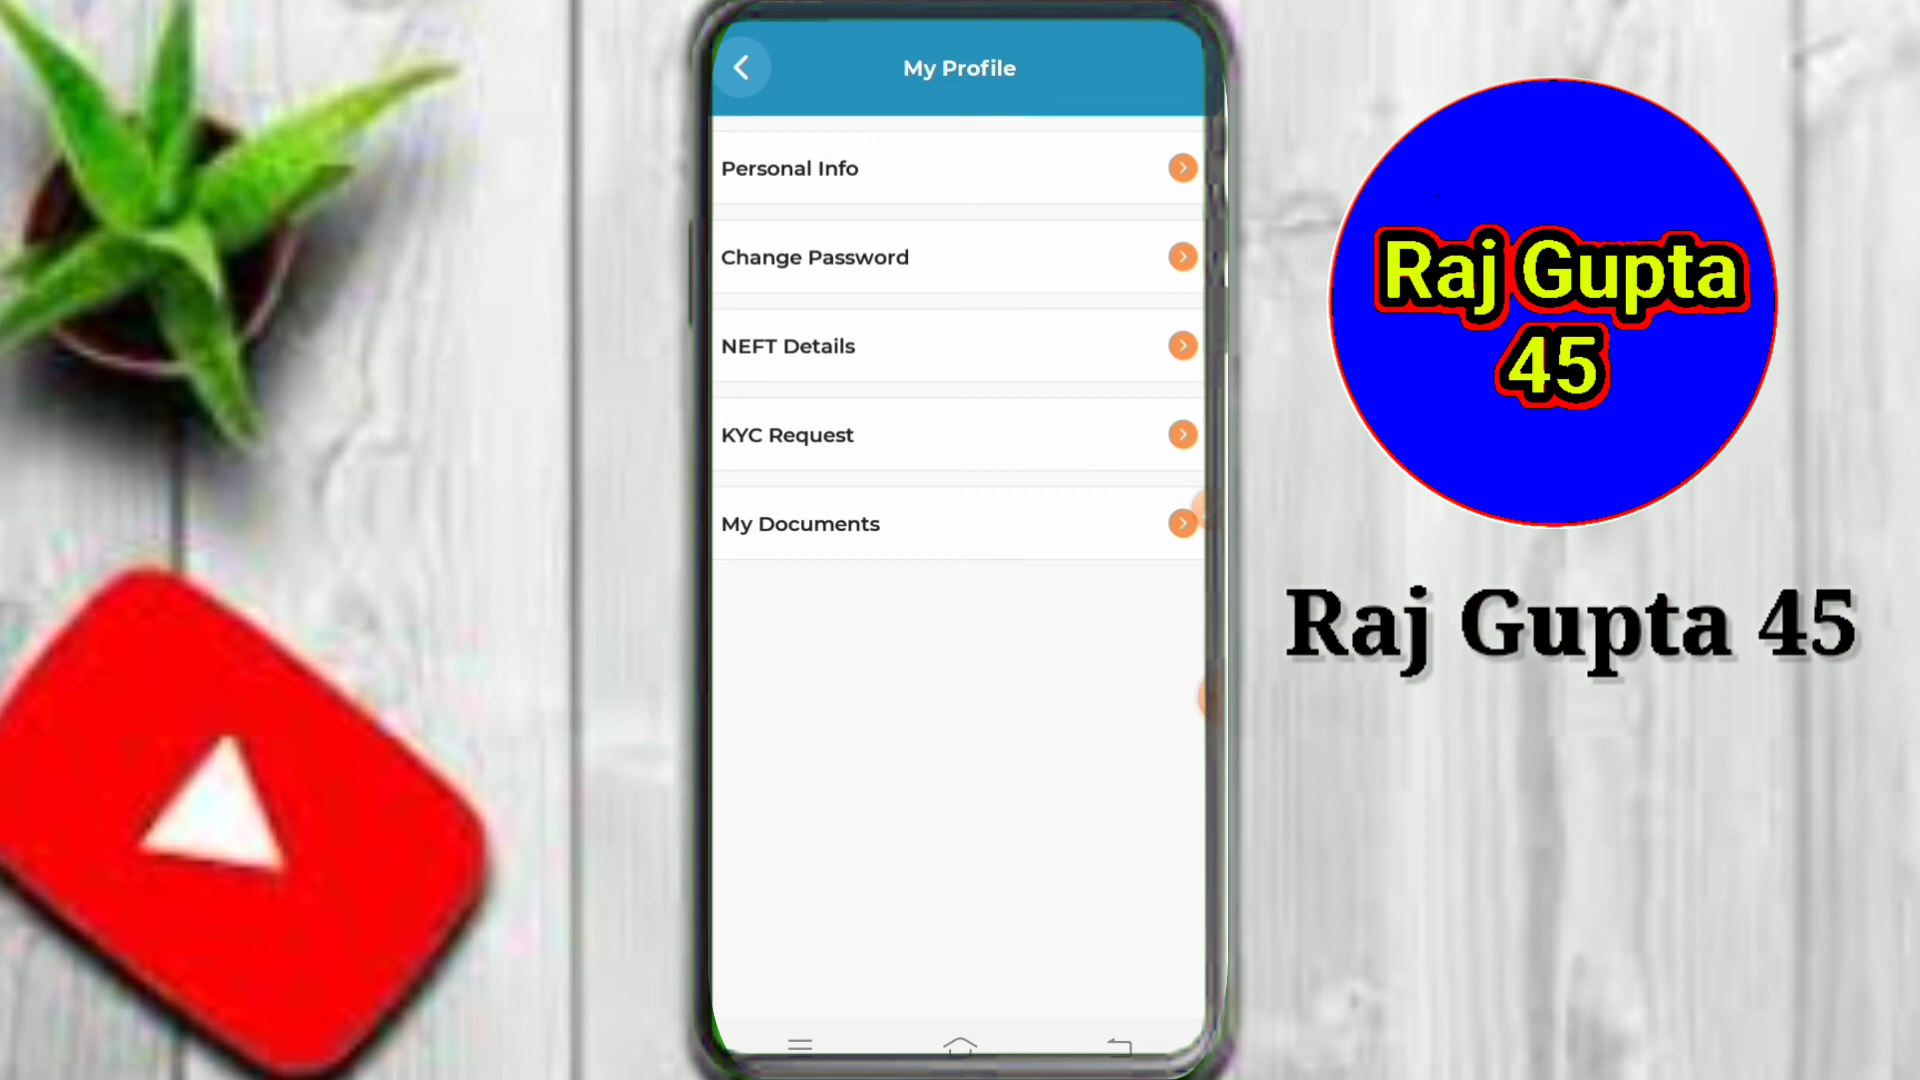 My Profile
Personal Info
Change Password
NEFT Details
KYC Request
My Documents
Raj Gupta
45
Raj Gupta 45